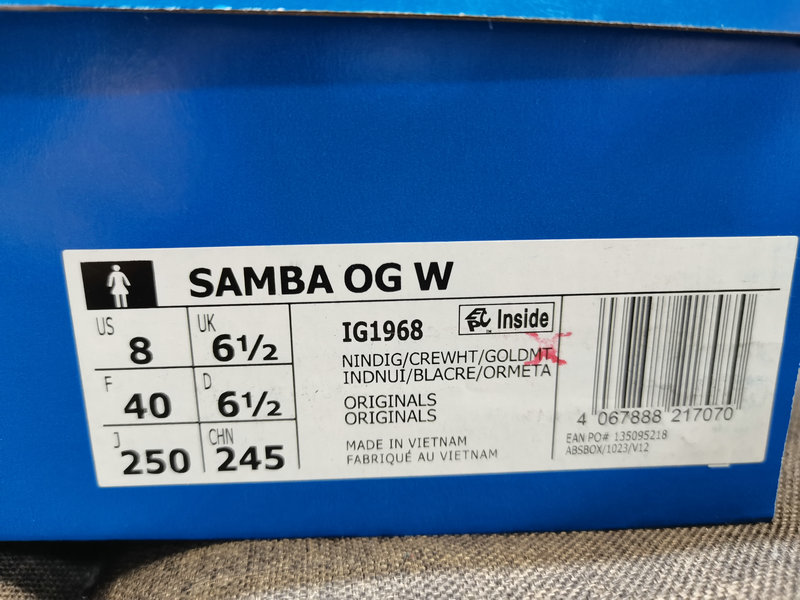 SAMBA OG W
US 8 UK 6½
F 40 D 6½
J 250 CHN 245
IG1968
EPC™ Inside
NINDIG/CREWHT/GOLDMT
INDNUI/BLACRE/ORMETA
ORIGINALS
ORIGINALS
MADE IN VIETNAM
FABRIQUÉ AU VIETNAM
4 067888 217070
EAN PO# 135095218
ABSBOX/1023/V12